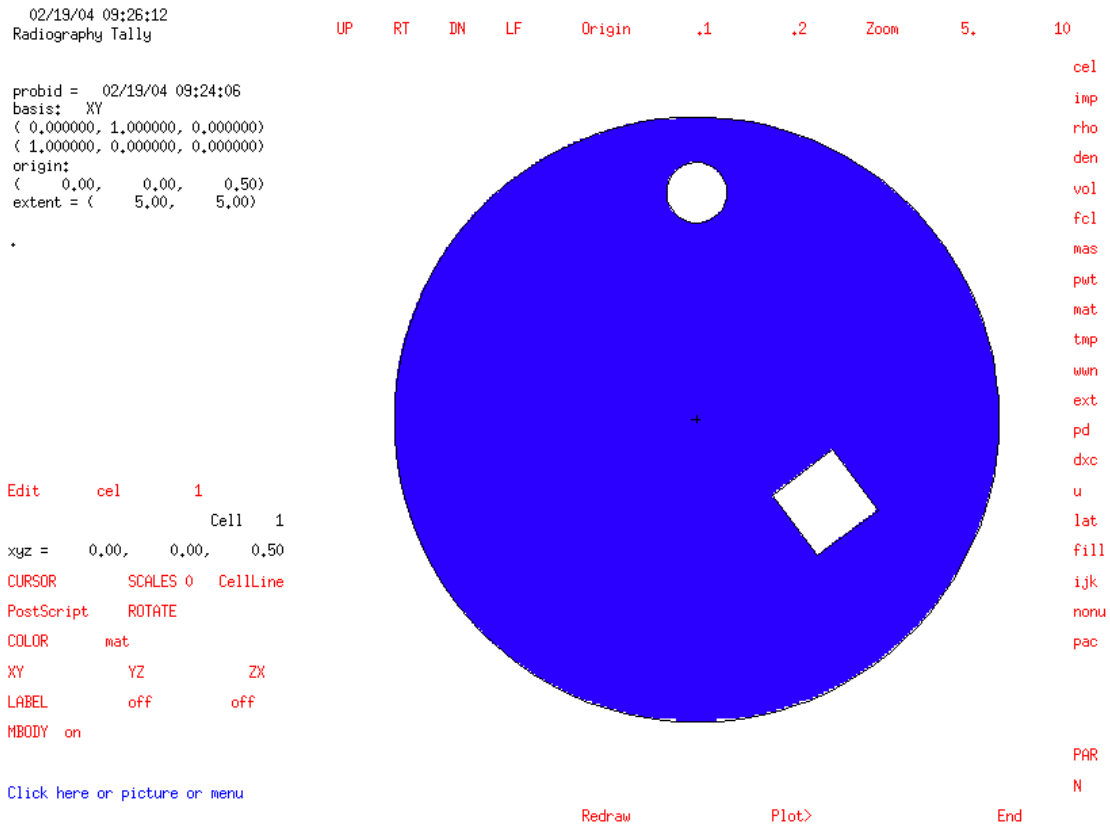 02/19/04 09:26:12
Radiography Tally
UP RT DN LF Origin .1 .2 Zoom 5. 10
probid = 02/19/04 09:24:06
basis: XY
( 0.000000, 1.000000, 0.000000)
( 1.000000, 0.000000, 0.000000)
origin:
( 0.00, 0.00, 0.50)
extent = ( 5.00, 5.00)
cel
imp
rho
den
vol
fcl
mas
pwt
mat
tmp
wwn
ext
pd
dxc
u
lat
fill
ijk
nonu
pac
PAR
N
Edit cel 1
Cell 1
xyz = 0.00, 0.00, 0.50
CURSOR SCALES 0 CellLine
PostScript ROTATE
COLOR mat
XY YZ ZX
LABEL off off
MBODY on
Click here or picture or menu
Redraw Plot> End